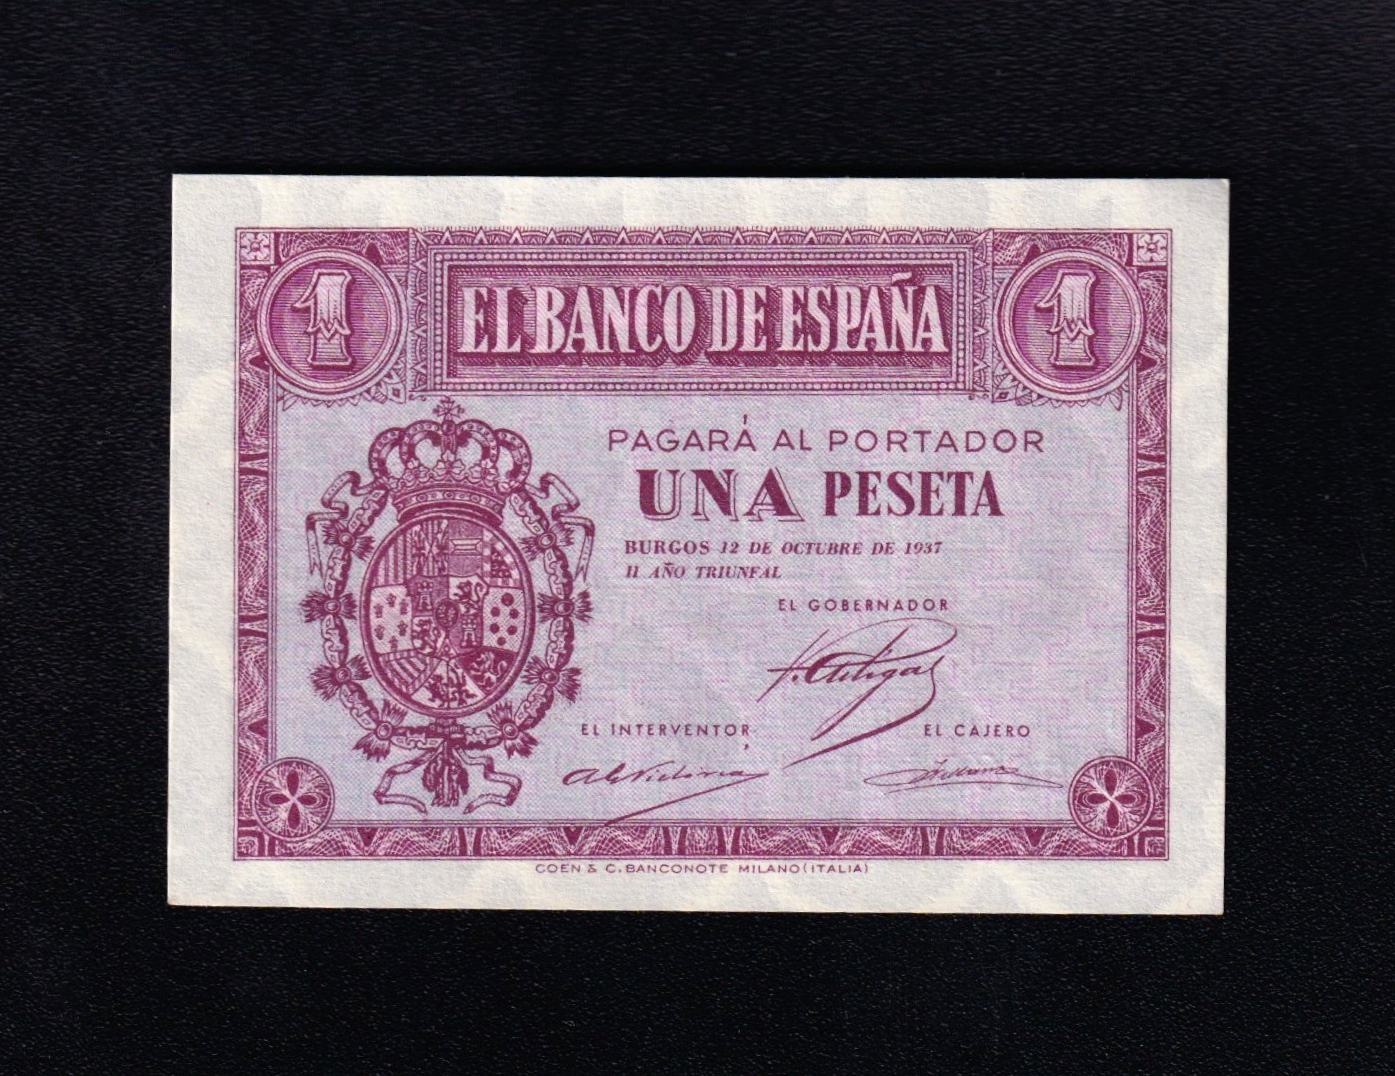 1 EL BANCO DE ESPAÑA 1
PAGARÁ AL PORTADOR
UNA PESETA
BURGOS 12 DE OCTUBRE DE 1937
II AÑO TRIUNFAL
EL GOBERNADOR
EL INTERVENTOR,
EL CAJERO
COEN & C. BANCONOTE MILANO (ITALIA)